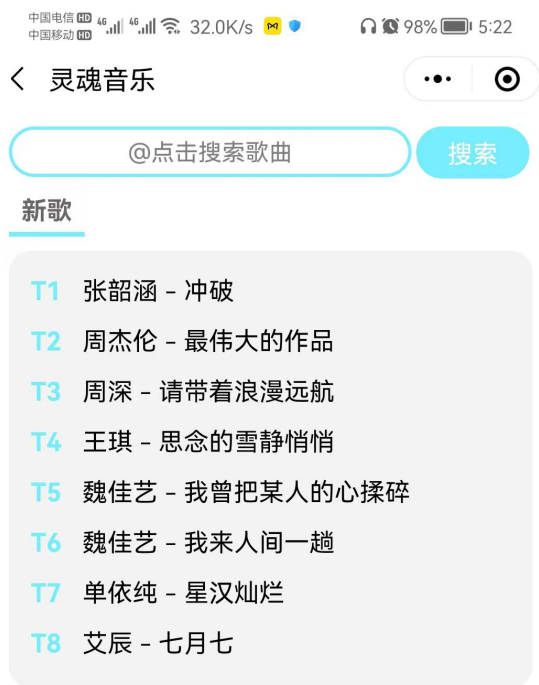 中国电信 HD 4G 4G 32.0K/s 98% 5:22
中国移动 HD
灵魂音乐
@点击搜索歌曲 搜索
新歌
T1 张韶涵 - 冲破
T2 周杰伦 - 最伟大的作品
T3 周深 - 请带着浪漫远航
T4 王琪 - 思念的雪静悄悄
T5 魏佳艺 - 我曾把某人的心揉碎
T6 魏佳艺 - 我来人间一趟
T7 单依纯 - 星汉灿烂
T8 艾辰 - 七月七